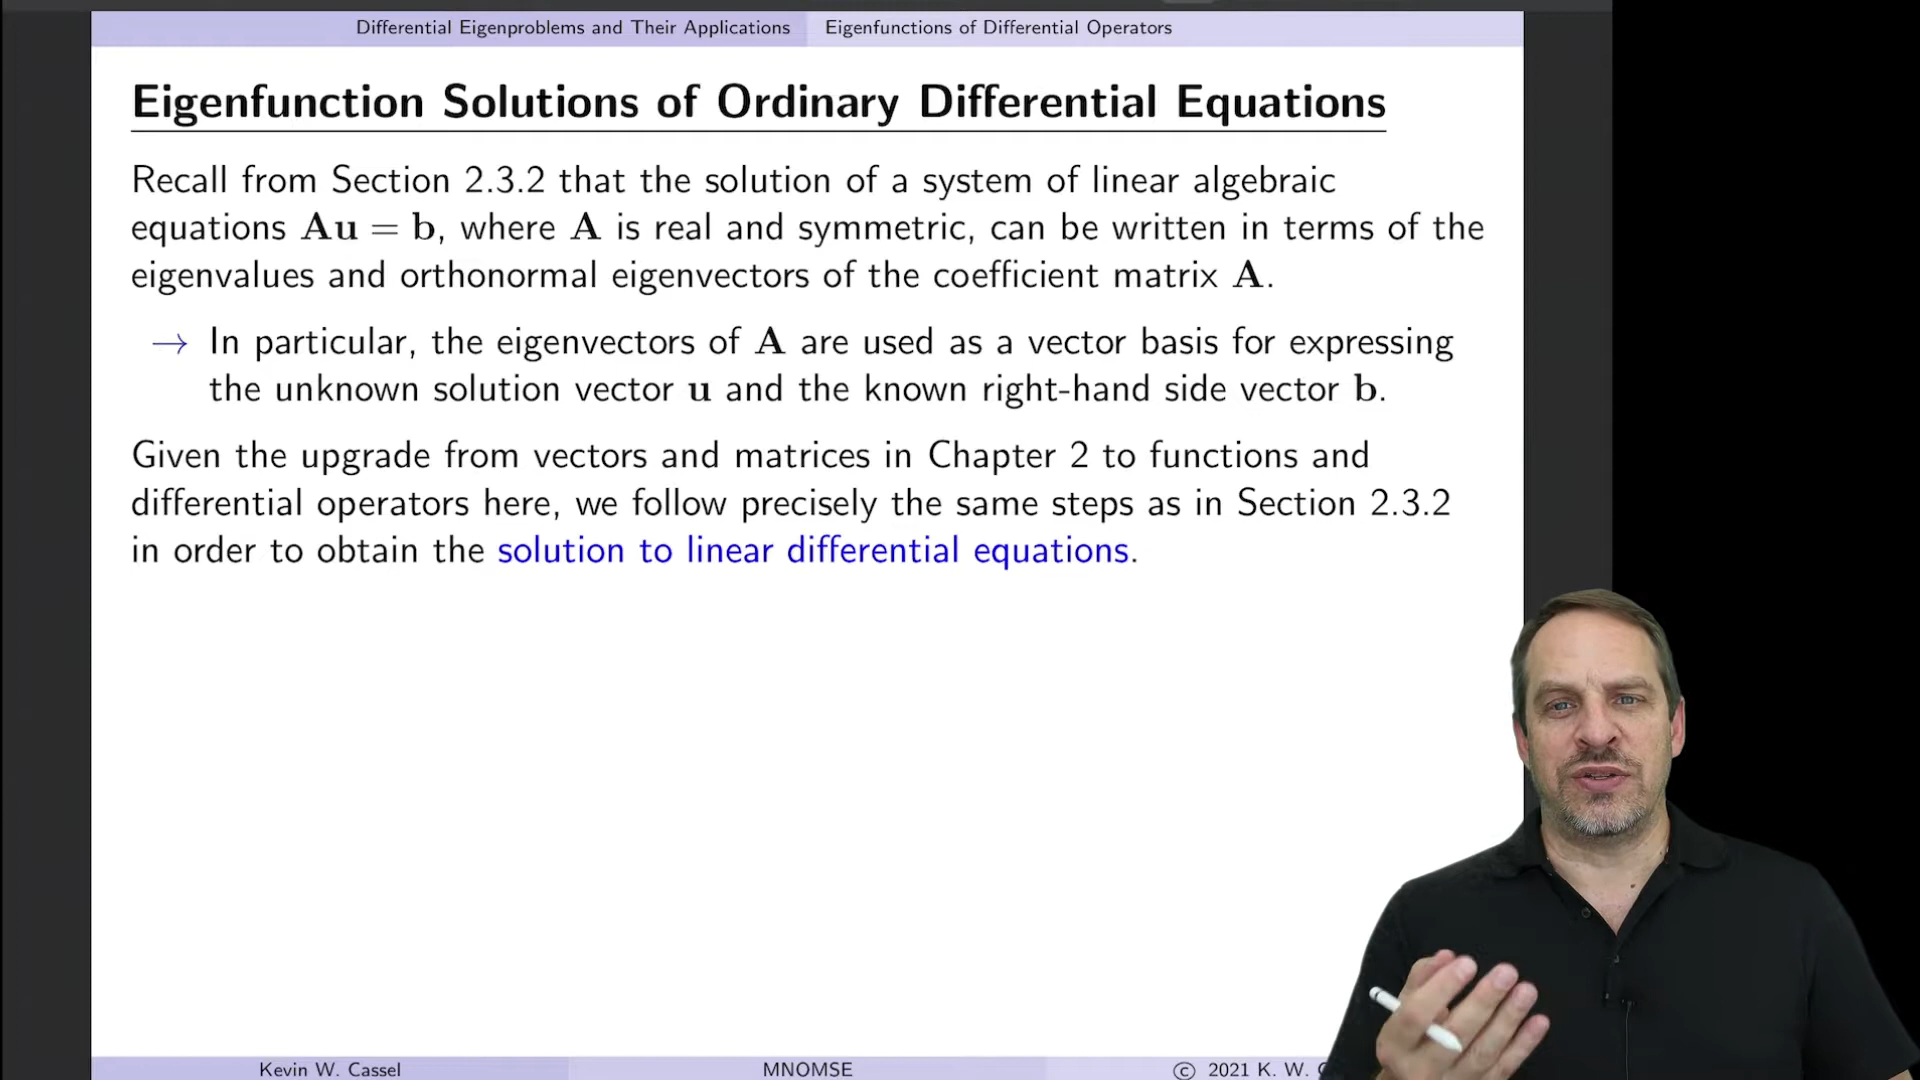 Differential Eigenproblems and Their Applications Eigenfunctions of Differential Operators
Eigenfunction Solutions of Ordinary Differential Equations
Recall from Section 2.3.2 that the solution of a system of linear algebraic
equations Au = b, where A is real and symmetric, can be written in terms of the
eigenvalues and orthonormal eigenvectors of the coefficient matrix A.
→ In particular, the eigenvectors of A are used as a vector basis for expressing
the unknown solution vector u and the known right-hand side vector b.
Given the upgrade from vectors and matrices in Chapter 2 to functions and
differential operators here, we follow precisely the same steps as in Section 2.3.2
in order to obtain the solution to linear differential equations.
Kevin W. Cassel MNOMSE © 2021 K. W.